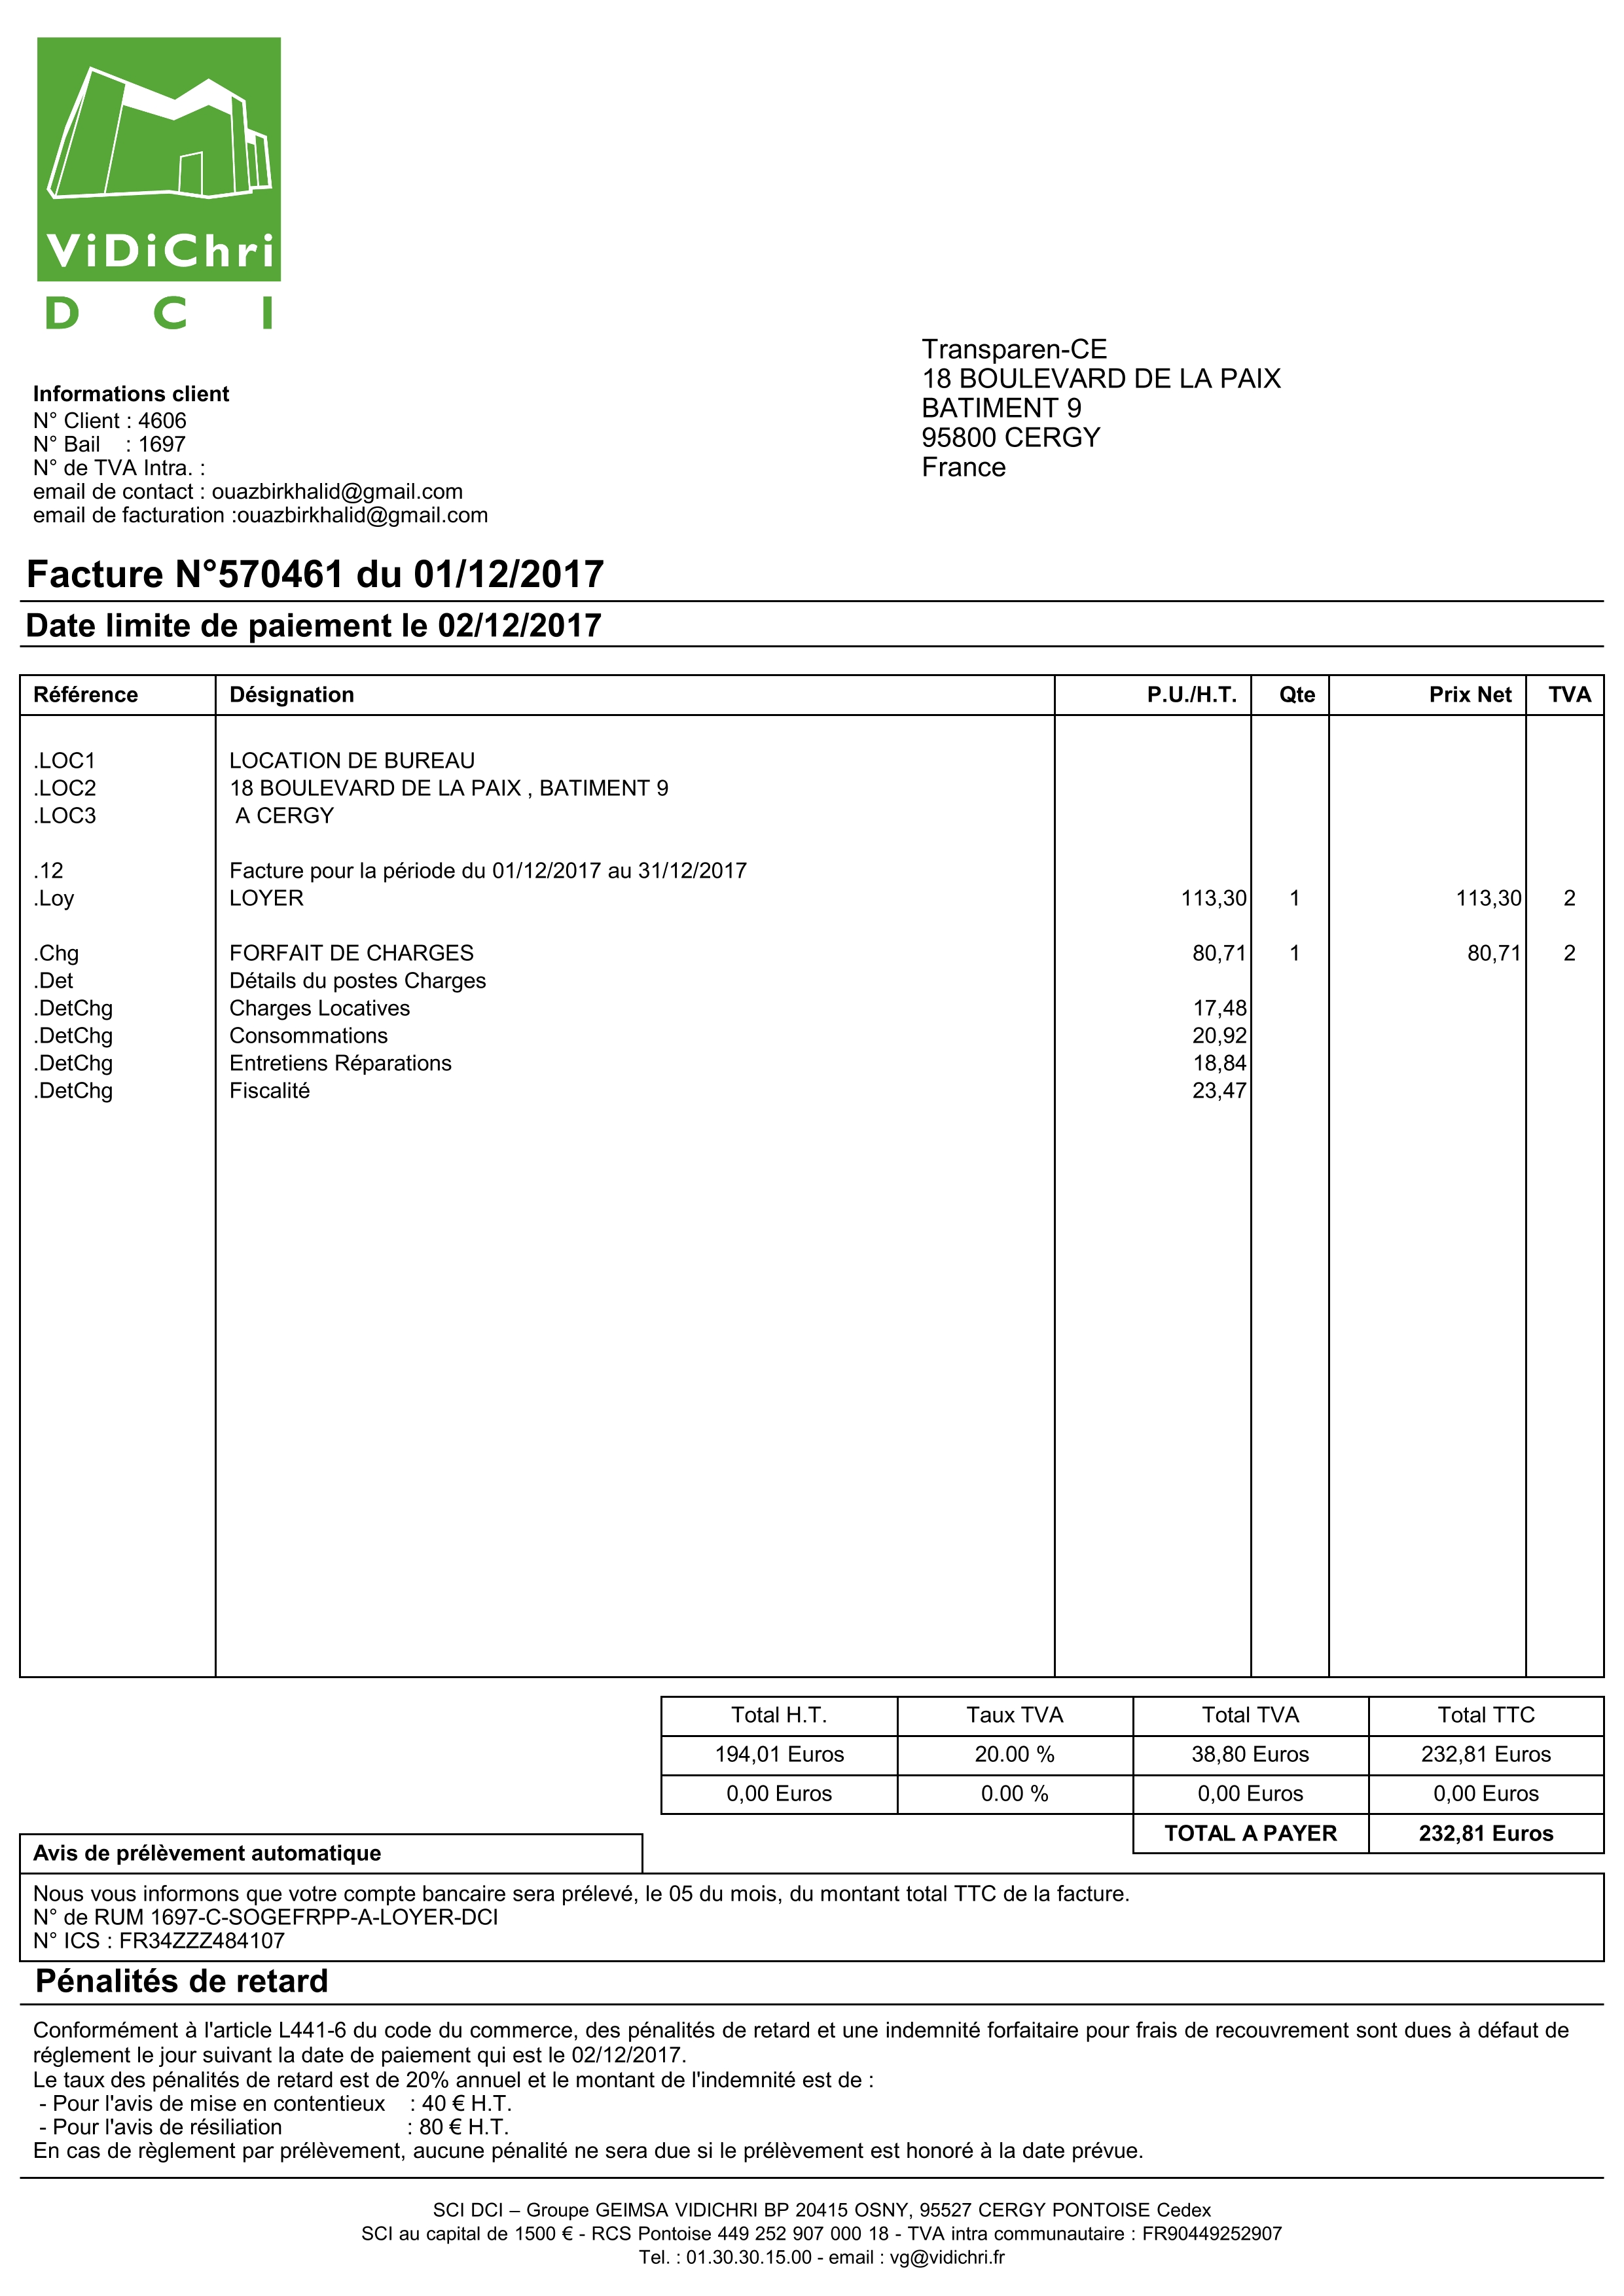 ViDiChri
D C I
Transparen-CE
18 BOULEVARD DE LA PAIX
BATIMENT 9
95800 CERGY
France
Informations client
N° Client : 4606
N° Bail : 1697
N° de TVA Intra. :
email de contact : ouazbirkhalid@gmail.com
email de facturation :ouazbirkhalid@gmail.com
Facture N°570461 du 01/12/2017
Date limite de paiement le 02/12/2017
Référence Désignation P.U./H.T. Qte Prix Net TVA
.LOC1 LOCATION DE BUREAU
.LOC2 18 BOULEVARD DE LA PAIX , BATIMENT 9
.LOC3 A CERGY
.12 Facture pour la période du 01/12/2017 au 31/12/2017
.Loy LOYER 113,30 1 113,30 2
.Chg FORFAIT DE CHARGES 80,71 1 80,71 2
.Det Détails du postes Charges
.DetChg Charges Locatives 17,48
.DetChg Consommations 20,92
.DetChg Entretiens Réparations 18,84
.DetChg Fiscalité 23,47
Total H.T. Taux TVA Total TVA Total TTC
194,01 Euros 20.00 % 38,80 Euros 232,81 Euros
0,00 Euros 0.00 % 0,00 Euros 0,00 Euros
TOTAL A PAYER 232,81 Euros
Avis de prélèvement automatique
Nous vous informons que votre compte bancaire sera prélevé, le 05 du mois, du montant total TTC de la facture.
N° de RUM 1697-C-SOGEFRPP-A-LOYER-DCI
N° ICS : FR34ZZZ484107
Pénalités de retard
Conformément à l'article L441-6 du code du commerce, des pénalités de retard et une indemnité forfaitaire pour frais de recouvrement sont dues à défaut de
réglement le jour suivant la date de paiement qui est le 02/12/2017.
Le taux des pénalités de retard est de 20% annuel et le montant de l'indemnité est de :
- Pour l'avis de mise en contentieux : 40 € H.T.
- Pour l'avis de résiliation : 80 € H.T.
En cas de règlement par prélèvement, aucune pénalité ne sera due si le prélèvement est honoré à la date prévue.
SCI DCI – Groupe GEIMSA VIDICHRI BP 20415 OSNY, 95527 CERGY PONTOISE Cedex
SCI au capital de 1500 € - RCS Pontoise 449 252 907 000 18 - TVA intra communautaire : FR90449252907
Tel. : 01.30.30.15.00 - email : vg@vidichri.fr